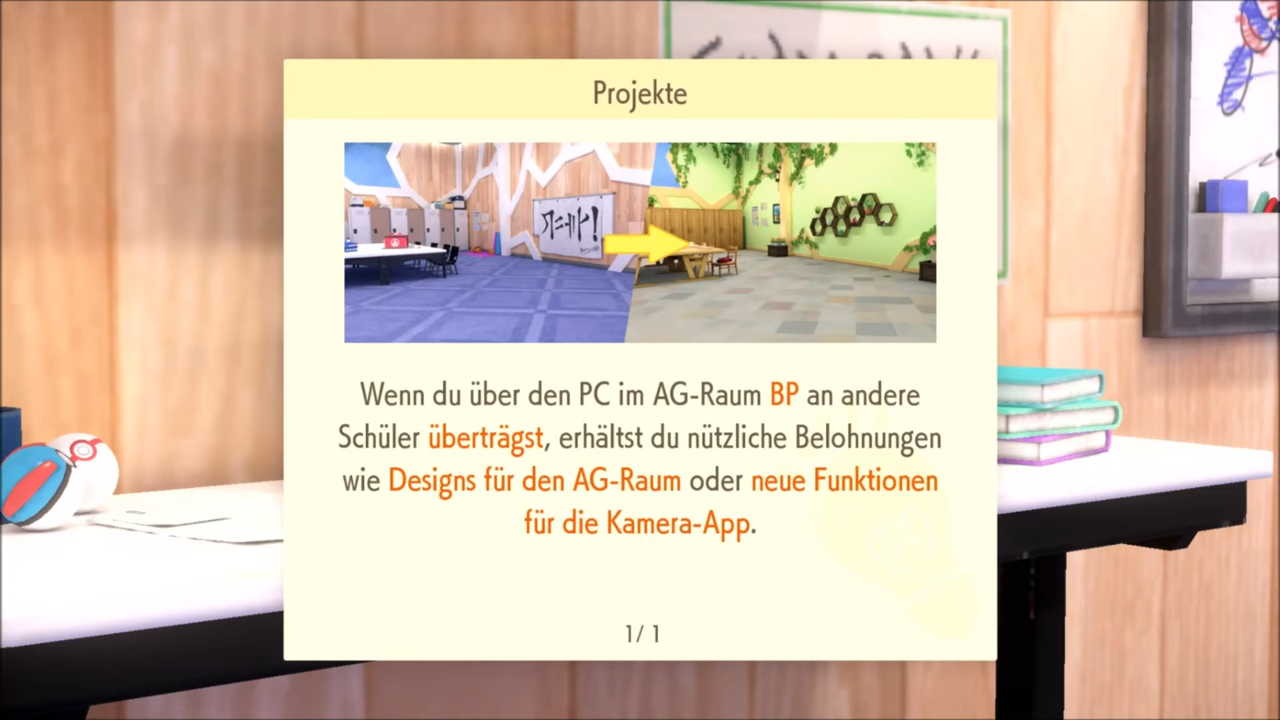 Projekte
Wenn du über den PC im AG-Raum BP an andere
Schüler überträgst, erhältst du nützliche Belohnungen
wie Designs für den AG-Raum oder neue Funktionen
für die Kamera-App.
1/ 1